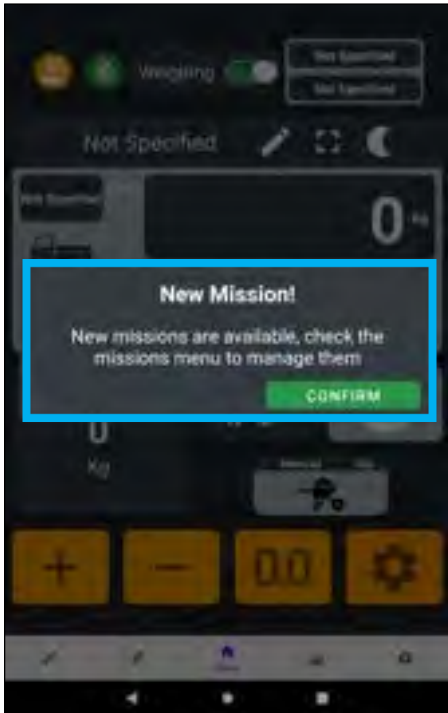 Weighing
Not Specified
Not Specified
Not Specified
Not Specified
0 Kg
New Mission!
New missions are available, check the
missions menu to manage them
CONFIRM
0
Kg
+
−
0.0